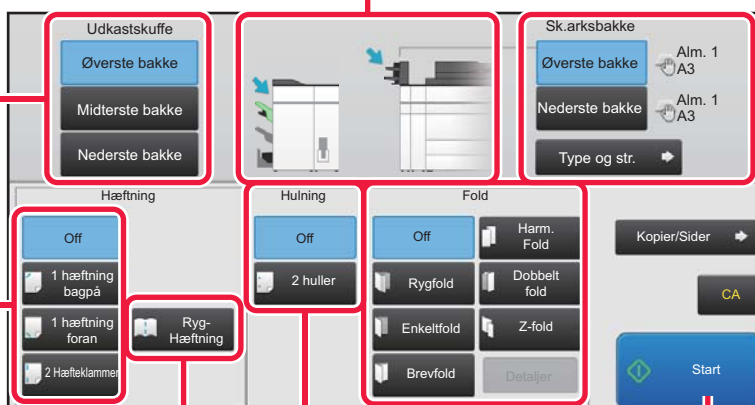 Udkastskuffe
Øverste bakke
Midterste bakke
Nederste bakke
Sk.arksbakke
Øverste bakke
Alm. 1
A3
Nederste bakke
Alm. 1
A3
Type og str.
Hæftning
Off
1 hæftning
bagpå
1 hæftning
foran
2 Hæfteklammer
Ryg-
Hæftning
Hulning
Off
2 huller
Fold
Off
Harm.
Fold
Rygfold
Dobbelt
fold
Enkeltfold
Z-fold
Brevfold
Detaljer
Kopier/Sider
CA
Start